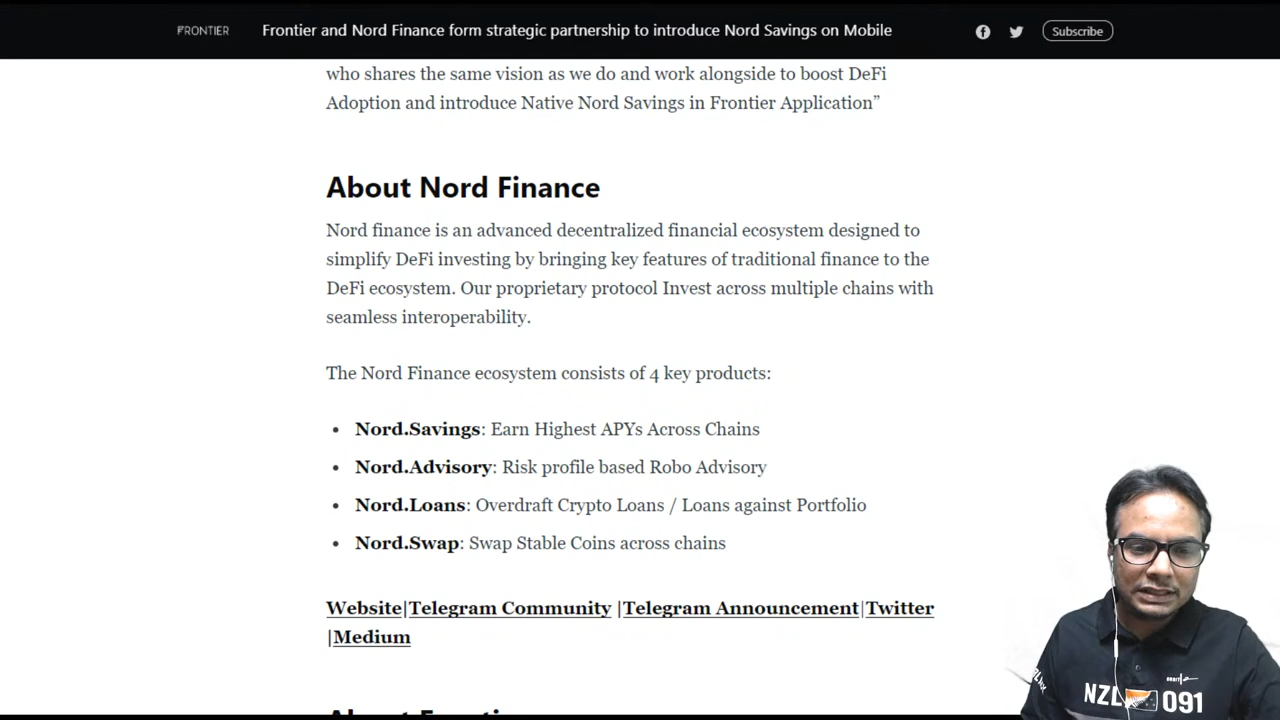 FRONTIER
Frontier and Nord Finance form strategic partnership to introduce Nord Savings on Mobile
Subscribe
who shares the same vision as we do and work alongside to boost DeFi
Adoption and introduce Native Nord Savings in Frontier Application”
About Nord Finance
Nord finance is an advanced decentralized financial ecosystem designed to
simplify DeFi investing by bringing key features of traditional finance to the
DeFi ecosystem. Our proprietary protocol Invest across multiple chains with
seamless interoperability.
The Nord Finance ecosystem consists of 4 key products:
• Nord.Savings: Earn Highest APYs Across Chains
• Nord.Advisory: Risk profile based Robo Advisory
• Nord.Loans: Overdraft Crypto Loans / Loans against Portfolio
• Nord.Swap: Swap Stable Coins across chains
Website|Telegram Community |Telegram Announcement|Twitter
|Medium
NZL 091